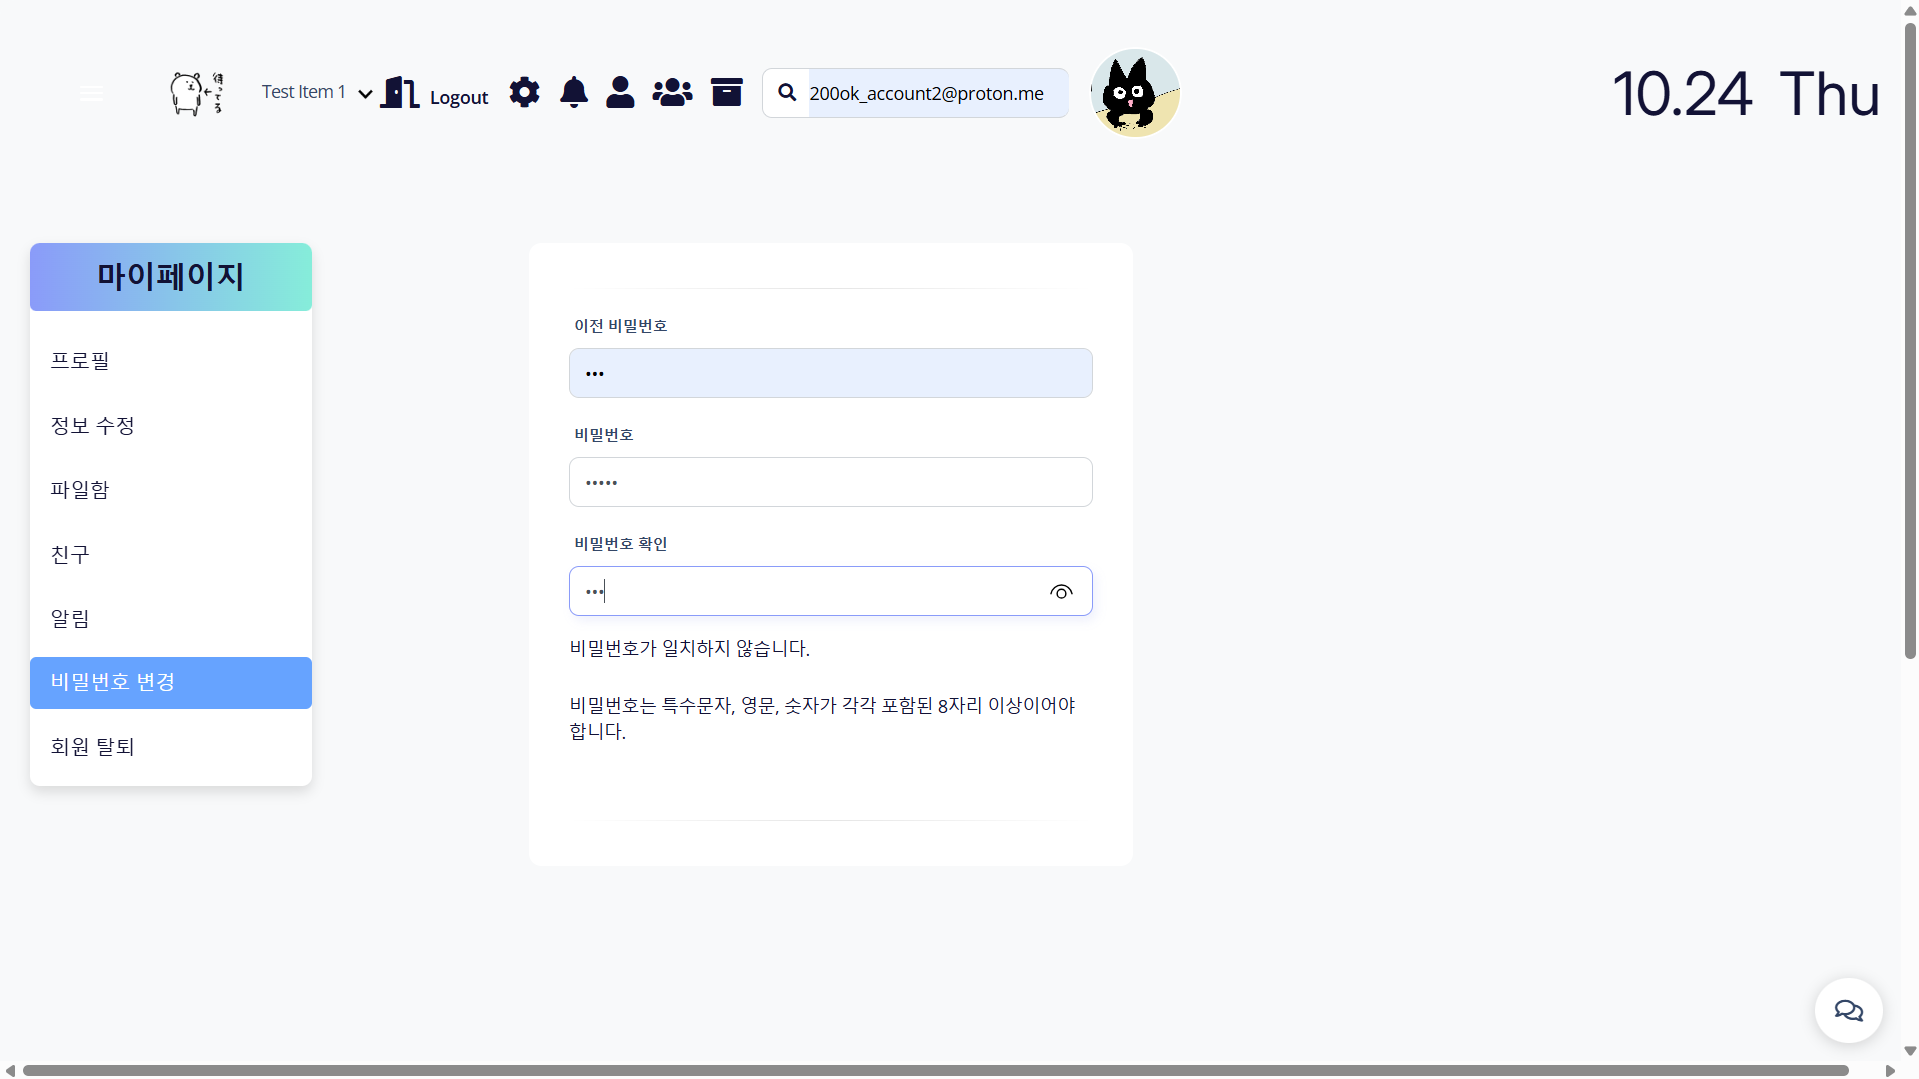 待ってる
Test Item 1
Logout
200ok_account2@proton.me
10.24 Thu
마이페이지
프로필
정보 수정
파일함
친구
알림
비밀번호 변경
회원 탈퇴
이전 비밀번호
•••
비밀번호
•••••
비밀번호 확인
•••
비밀번호가 일치하지 않습니다.
비밀번호는 특수문자, 영문, 숫자가 각각 포함된 8자리 이상이어야
합니다.